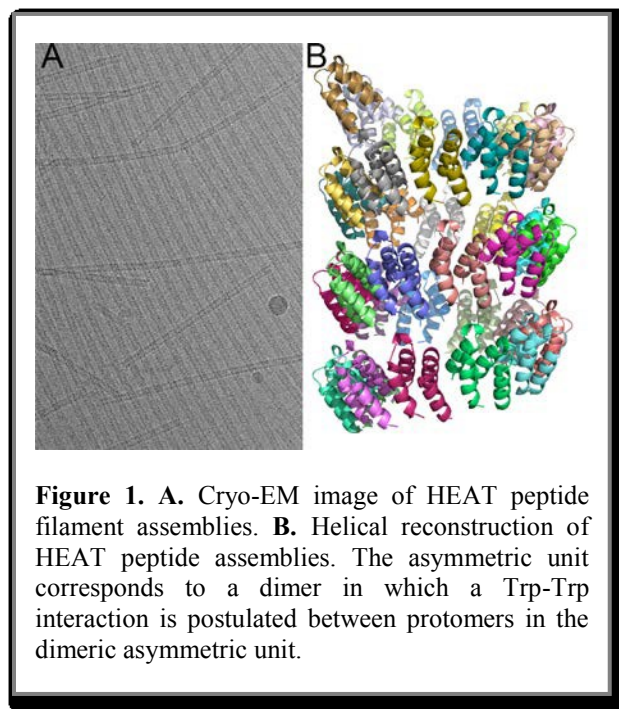 A
B
Figure 1. A. Cryo-EM image of HEAT peptide
filament assemblies. B. Helical reconstruction of
HEAT peptide assemblies. The asymmetric unit
corresponds to a dimer in which a Trp-Trp
interaction is postulated between protomers in the
dimeric asymmetric unit.